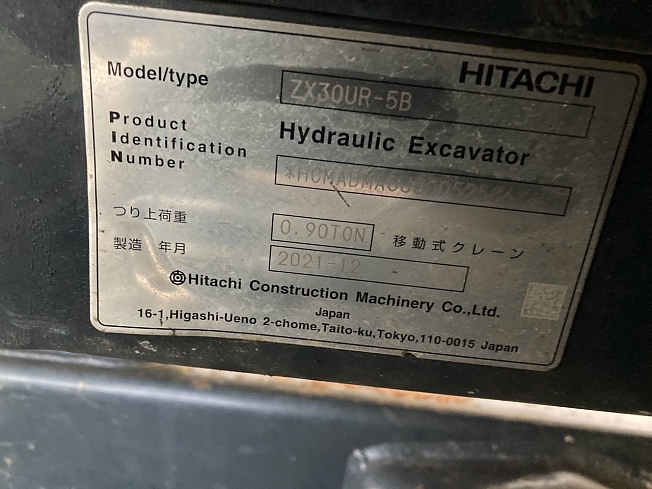 HITACHI
Model/type ZX30UR-5B
Hydraulic Excavator
Product
Identification
Number
つり上荷重 0.90TON 移動式クレーン
製造 年月 2021-12
Hitachi Construction Machinery Co.,Ltd.
Japan
16-1,Higashi-Ueno 2-chome,Taito-ku,Tokyo,110-0015 Japan